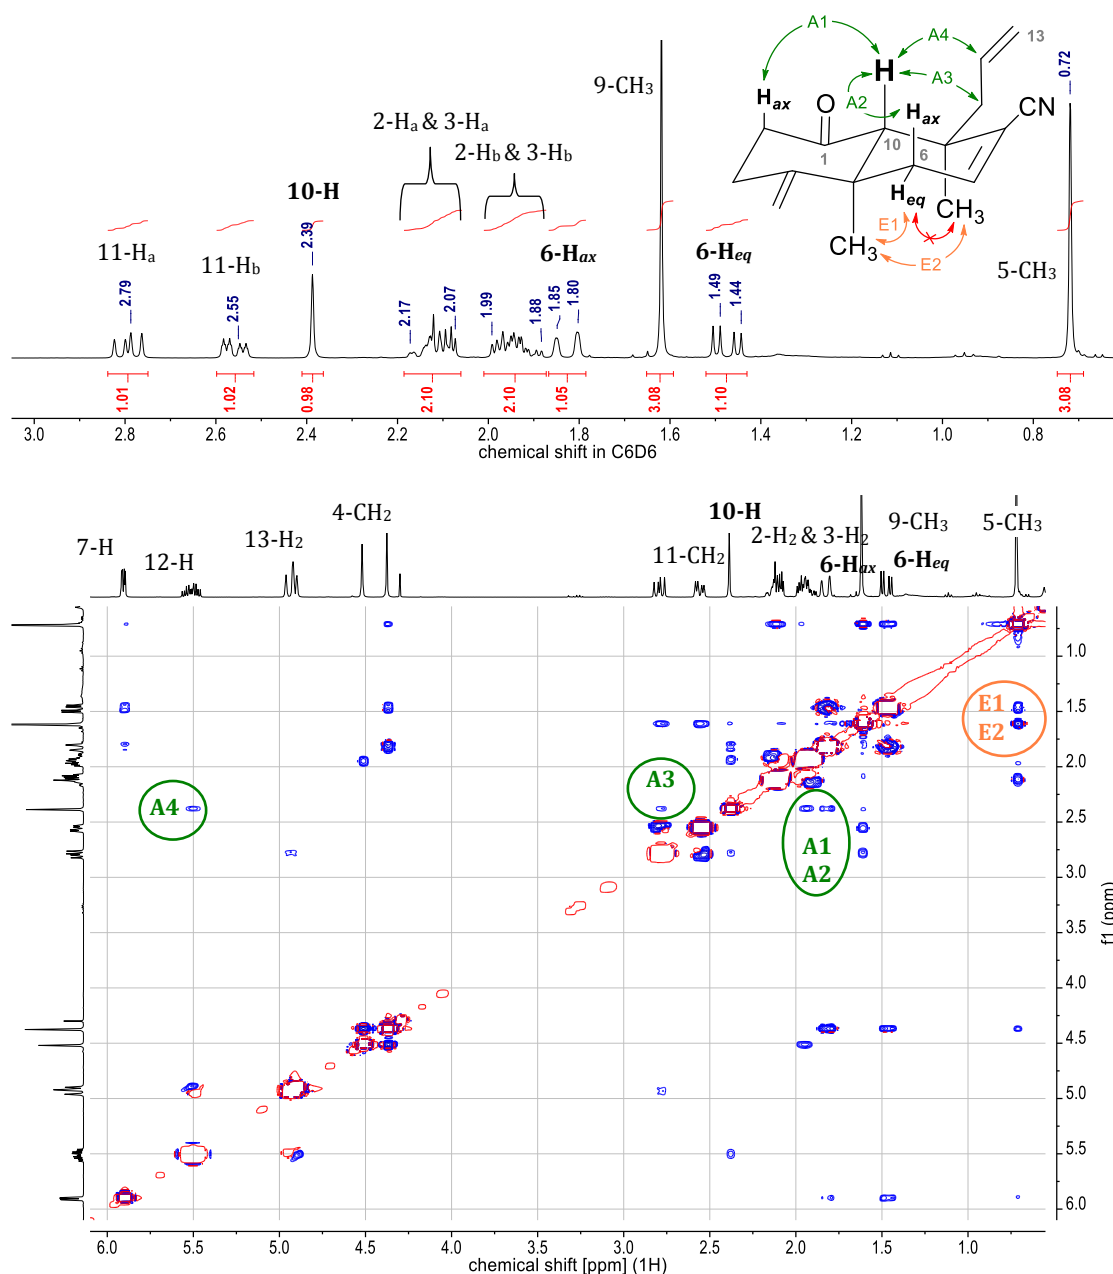 A1
A4
13
H
A3
9-CH3
0.72
Hax
O
A2
Hax
CN
2-Ha & 3-Ha
1
10
6
2-Hb & 3-Hb
10-H
Heq
E1
CH3
CH3
E2
11-Ha
11-Hb
6-Hax
6-Heq
5-CH3
2.79
2.55
2.39
2.17
2.07
1.99
1.88
1.85
1.80
1.49
1.44
1.01
1.02
0.98
2.10
2.10
1.05
3.08
1.10
3.08
3.0 2.8 2.6 2.4 2.2 2.0 1.8 1.6 1.4 1.2 1.0 0.8
chemical shift in C6D6
7-H
12-H
13-H2
4-CH2
11-CH2
10-H
2-H2 & 3-H2
6-Hax
9-CH3
6-Heq
5-CH3
1.0
1.5
2.0
2.5
3.0
3.5
4.0
4.5
5.0
5.5
6.0
f1 (ppm)
E1
E2
A3
A4
A1
A2
6.0 5.5 5.0 4.5 4.0 3.5 3.0 2.5 2.0 1.5 1.0
chemical shift [ppm] (1H)